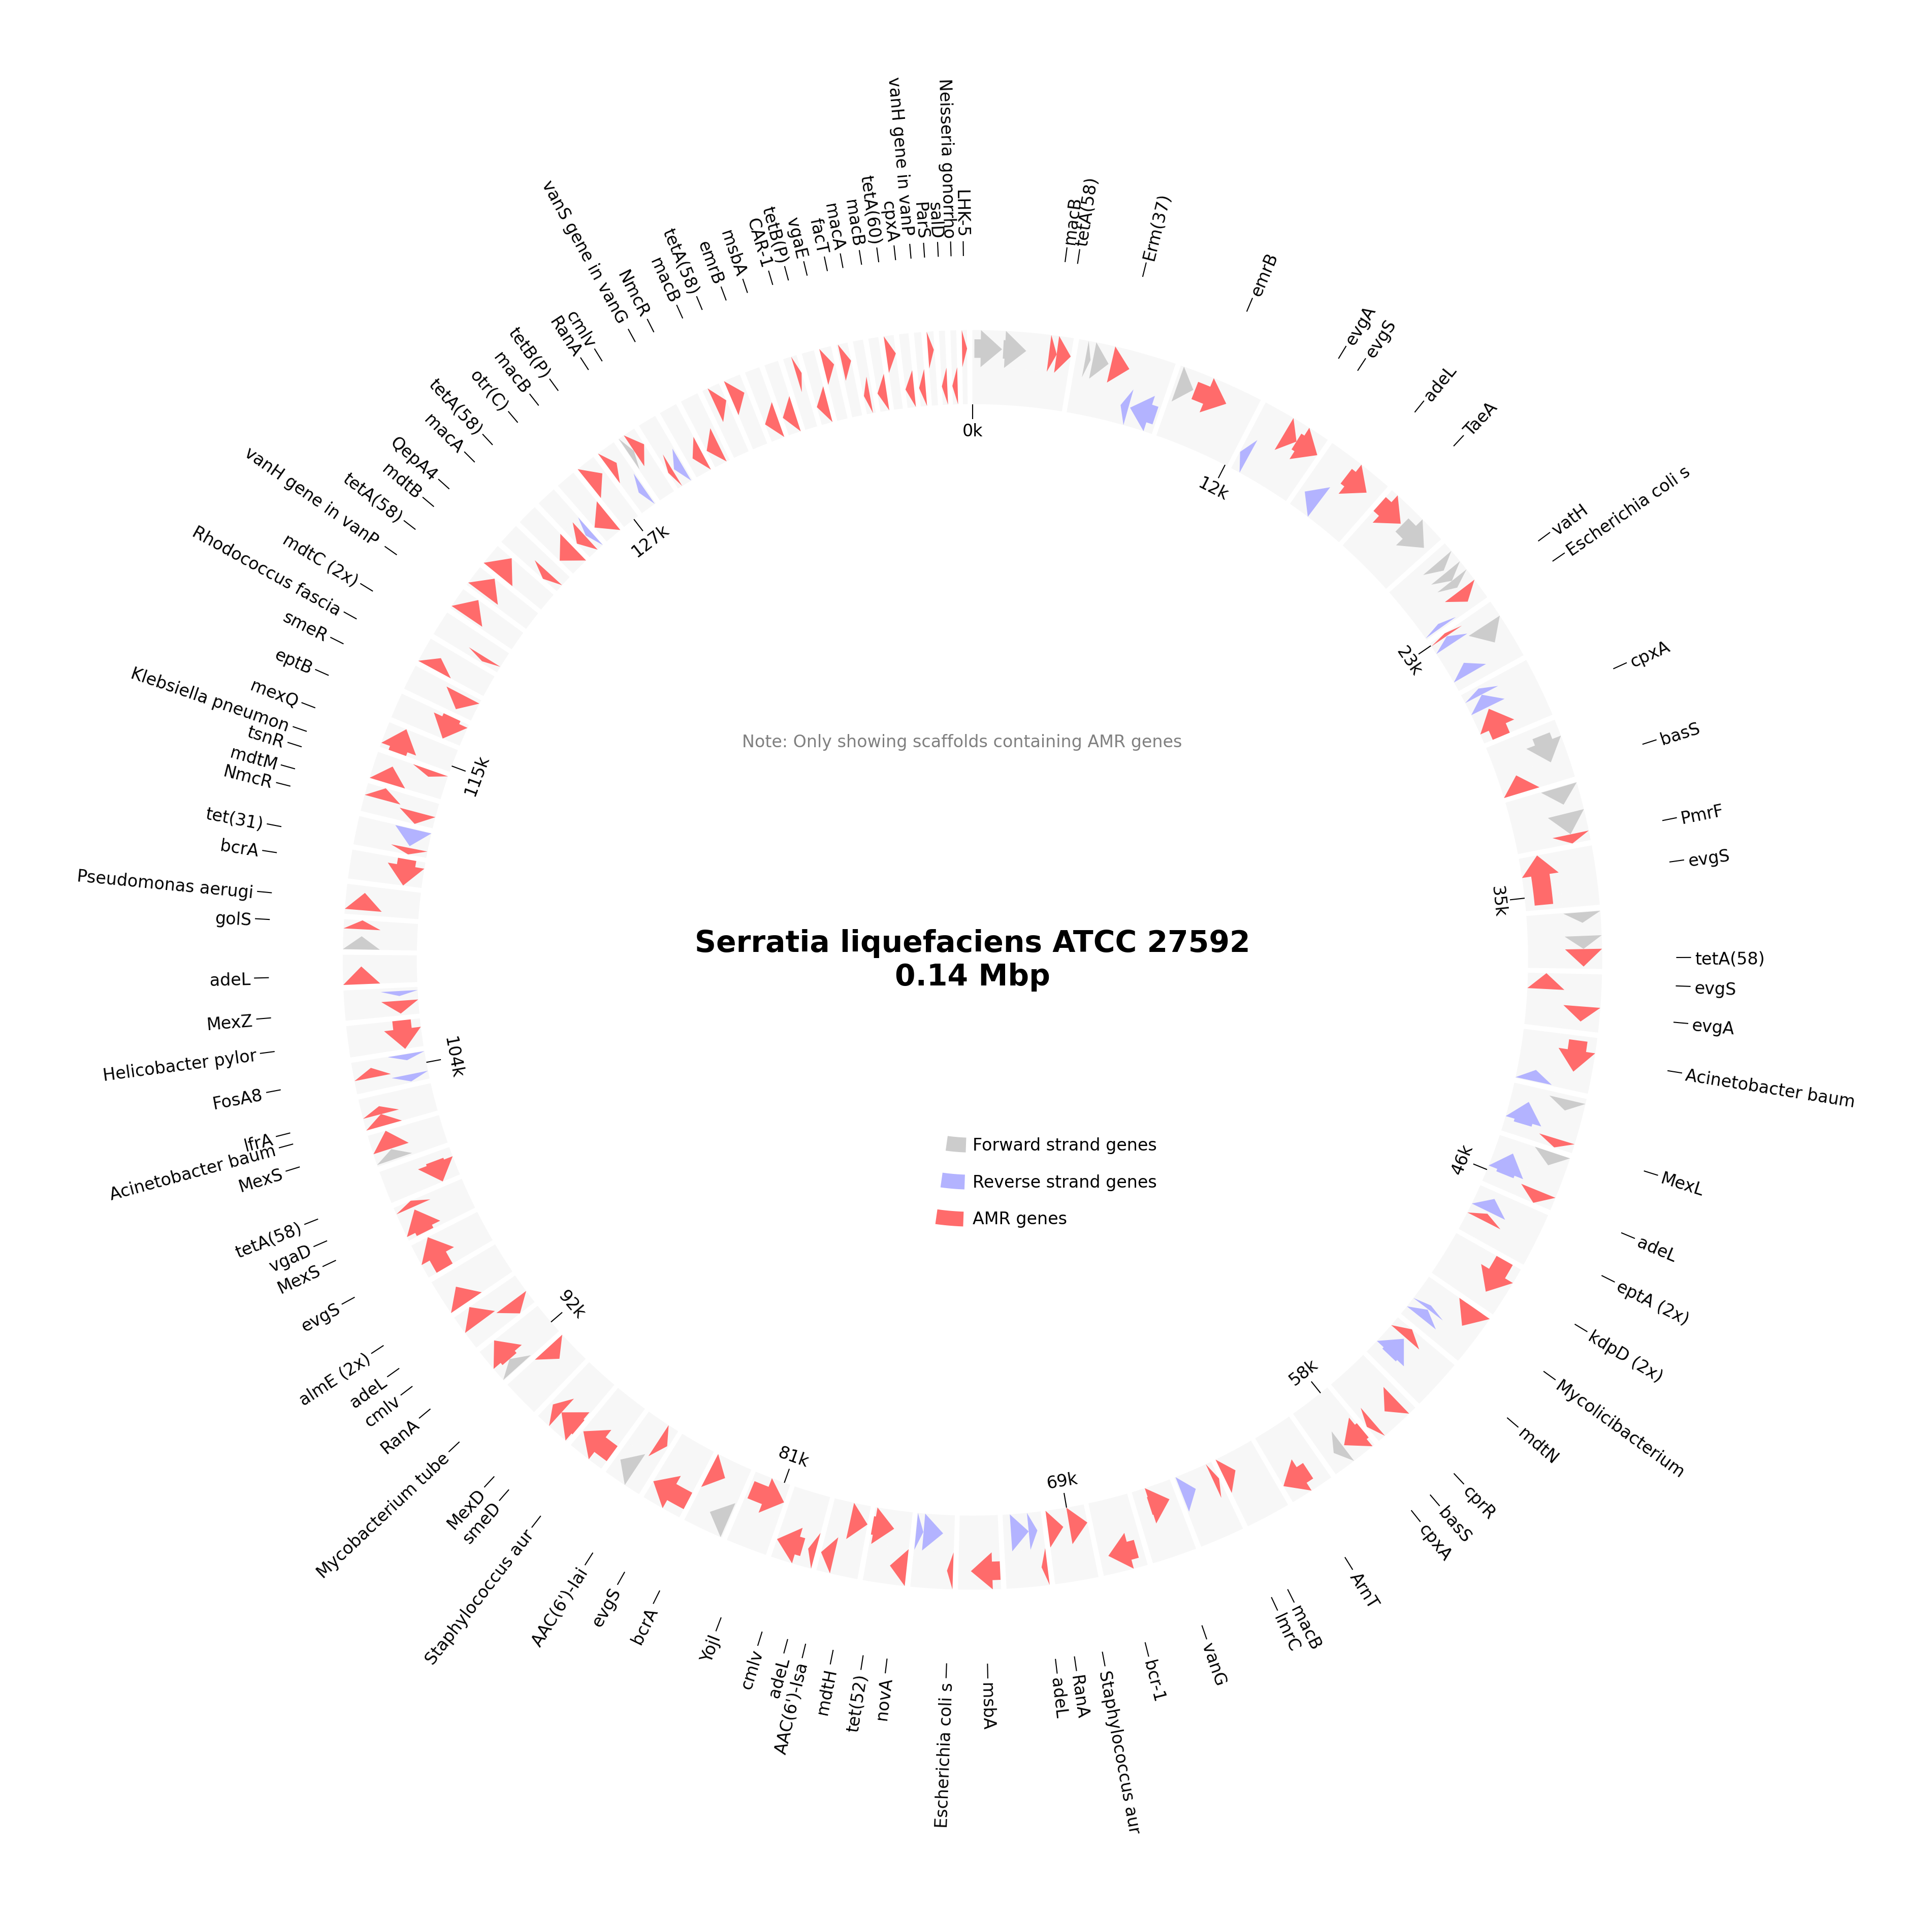 macB
tetA(58)
Erm(37)
emrB
evgA
evgS
adeL
TaeA
vatH
Escherichia coli s
cpxA
basS
PmrF
evgS
tetA(58)
evgS
evgA
Acinetobacter baum
MexL
adeL
eptA (2x)
kdpD (2x)
Mycolicibacterium
mdtN
cprR
basS
cpxA
ArnT
macB
lmrC
vanG
bcr-1
Staphylococcus aur
RanA
adeL
msbA
Escherichia coli s
novA
tet(52)
mdtH
AAC(6')-Isa
adeL
cmlv
YojI
bcrA
evgS
AAC(6')-Iai
Staphylococcus aur
smeD
MexD
Mycobacterium tube
RanA
cmlv
adeL
almE (2x)
evgS
MexS
vgaD
tetA(58)
MexS
Acinetobacter baum
lfrA
FosA8
Helicobacter pylor
MexZ
adeL
golS
Pseudomonas aerugi
bcrA
tet(31)
NmcR
mdtM
tsnR
Klebsiella pneumon
mexQ
eptB
smeR
Rhodococcus fascia
mdtC (2x)
vanH gene in vanP
tetA(58)
mdtB
QepA4
macA
tetA(58)
otr(C)
macB
tetB(P)
RanA
cmlv
vanS gene in vanG
NmcR
macB
tetA(58)
emrB
msbA
CAR-1
tetB(P)
vgaE
facT
macA
macB
tetA(60)
cpxA
vanH gene in vanP
ParS
salD
Neisseria gonorrho
LHK-5
0k
12k
23k
35k
46k
58k
69k
81k
92k
104k
115k
127k
Note: Only showing scaffolds containing AMR genes
Serratia liquefaciens ATCC 27592
0.14 Mbp
Forward strand genes
Reverse strand genes
AMR genes